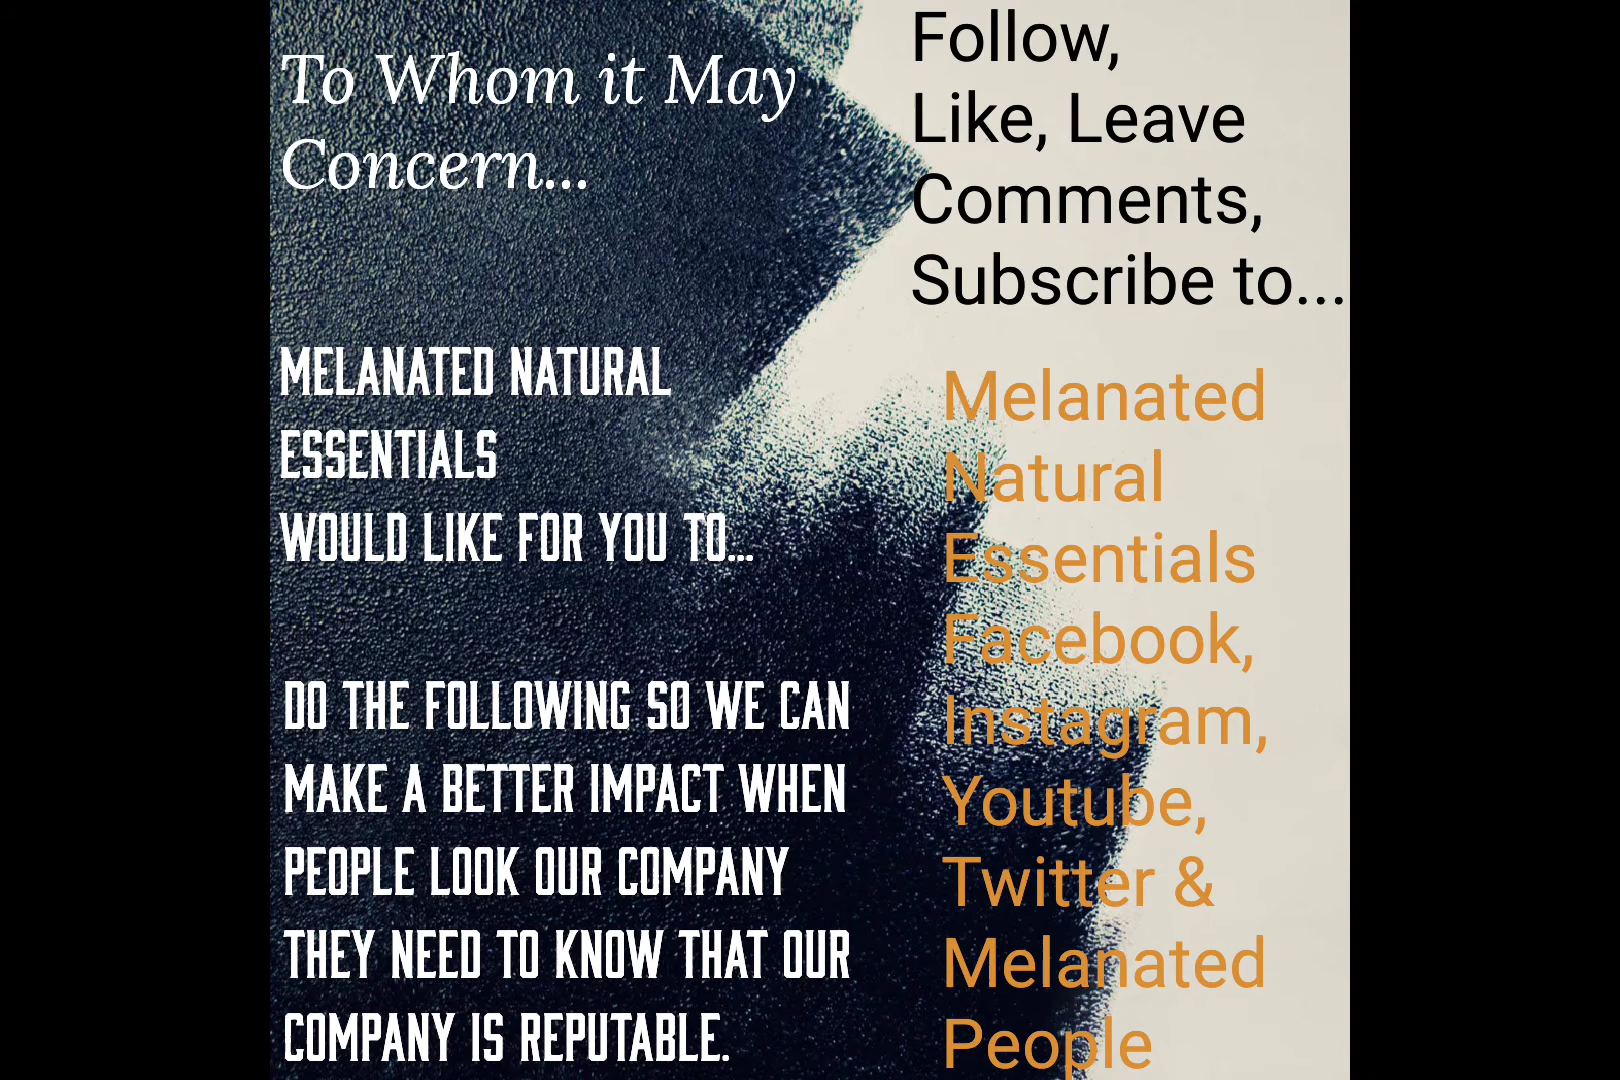 To Whom it May
Concern...
MELANATED NATURAL
ESSENTIALS
WOULD LIKE FOR YOU TO...
DO THE FOLLOWING SO WE CAN
MAKE A BETTER IMPACT WHEN
PEOPLE LOOK OUR COMPANY
THEY NEED TO KNOW THAT OUR
COMPANY IS REPUTABLE.
Follow,
Like, Leave
Comments,
Subscribe to...
Melanated
Natural
Essentials
Facebook,
Instagram,
Youtube,
Twitter &
Melanated
People